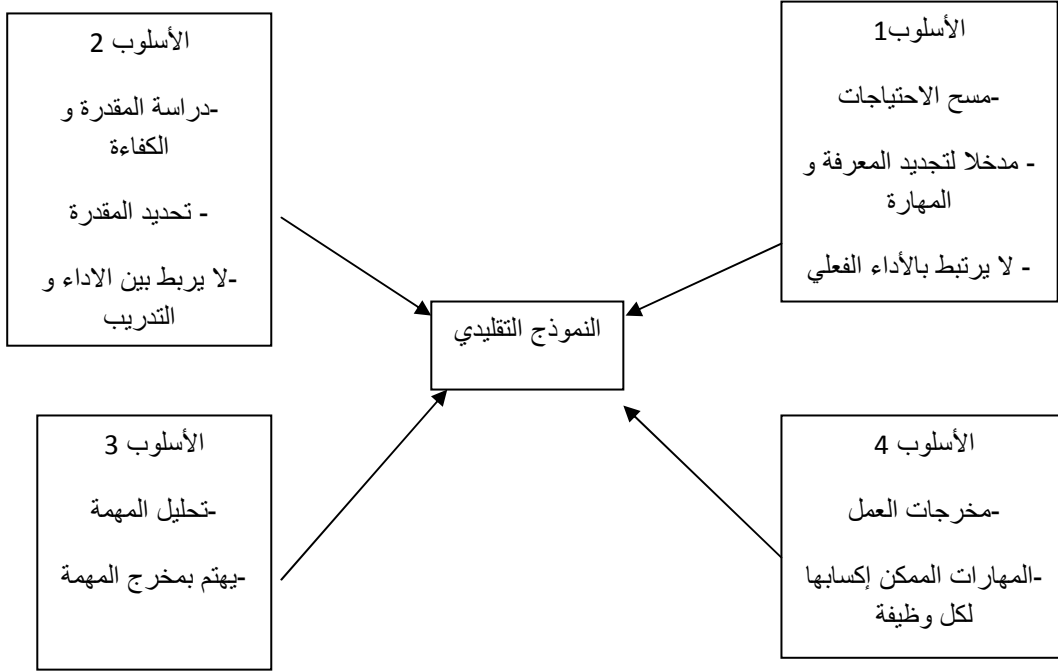 الأسلوب1
-مسح الاحتياجات
- مدخلا لتجديد المعرفة و
المهارة
- لا يرتبط بالأداء الفعلي
الأسلوب 2
-دراسة المقدرة و
الكفاءة
- تحديد المقدرة
-لا يربط بين الاداء و
التدريب
النموذج التقليدي
الأسلوب 3
-تحليل المهمة
-يهتم بمخرج المهمة
الأسلوب 4
-مخرجات العمل
-المهارات الممكن إكسابها
لكل وظيفة